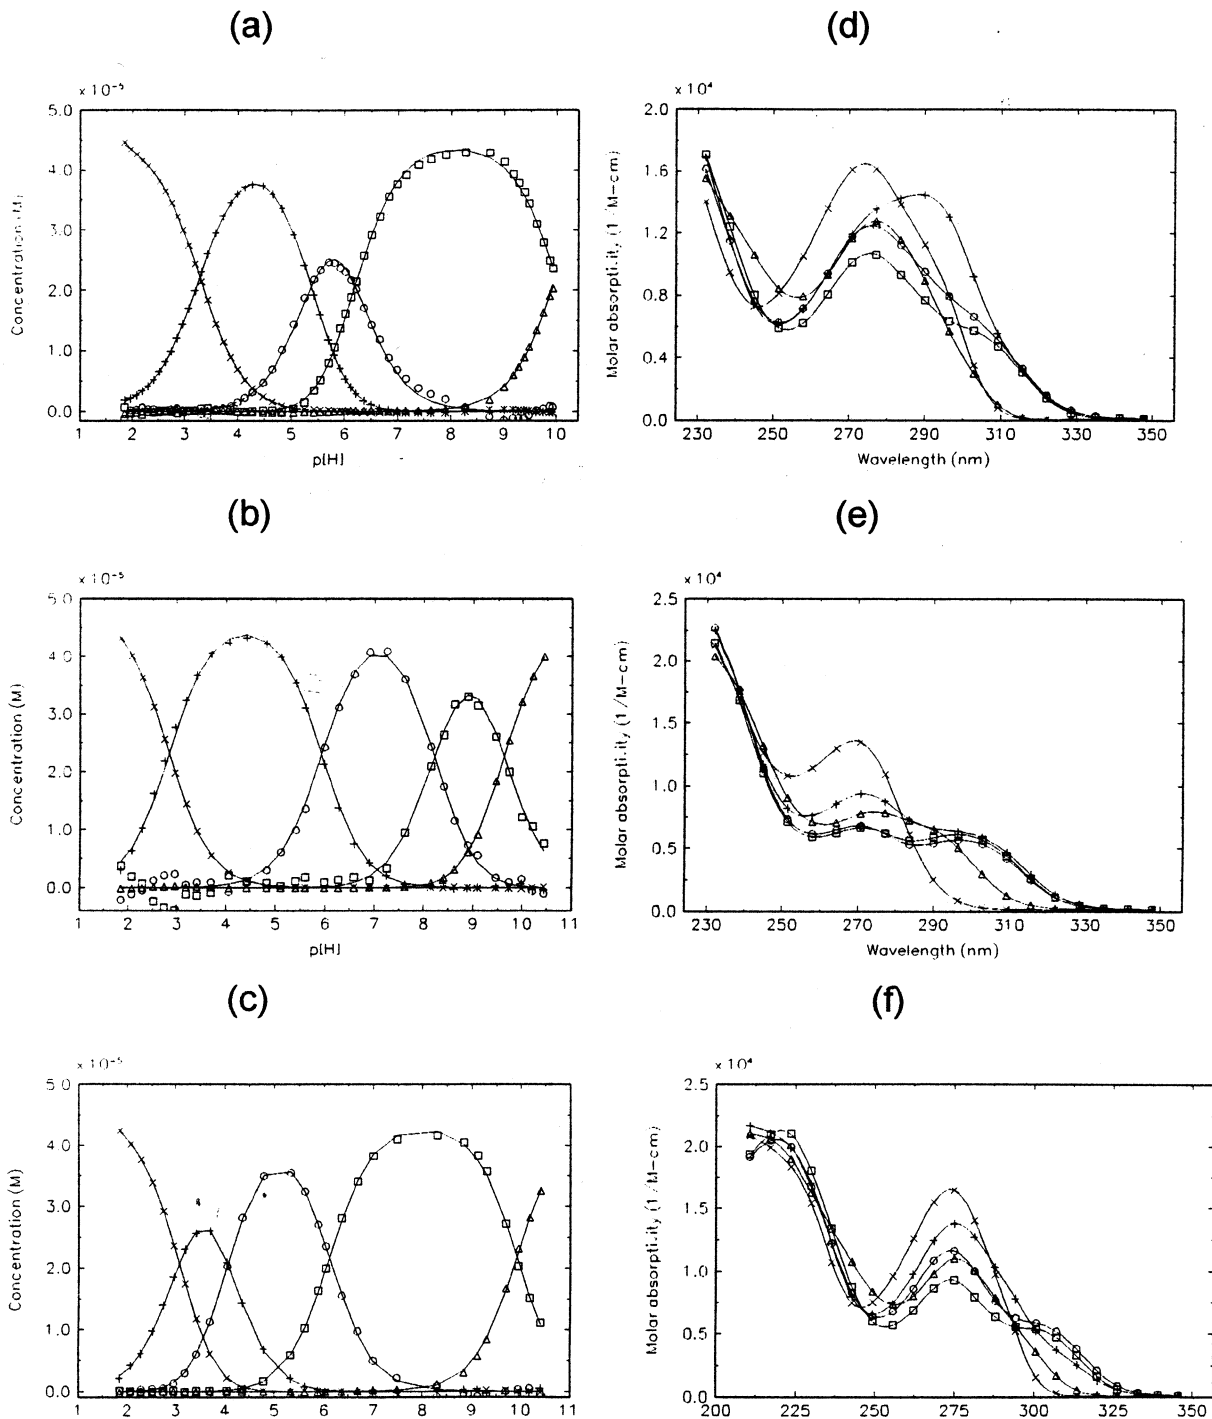 (a)
(d)
× 10⁻⁵
5.0
4.0
3.0
2.0
1.0
0.0
1 2 3 4 5 6 7 8 9 10
p[H]
× 10⁴
2.0
1.6
1.2
0.8
0.4
0.0
230 250 270 290 310 330 350
Wavelength (nm)
(b)
(e)
× 10⁻⁵
5.0
4.0
3.0
2.0
1.0
0.0
Concentration (M)
1 2 3 4 5 6 7 8 9 10 11
p[H]
× 10⁴
2.5
2.0
1.5
1.0
0.5
0.0
Molar absorptivity (1/M-cm)
230 250 270 290 310 330 350
Wavelength (nm)
(c)
(f)
× 10⁻⁵
5.0
4.0
3.0
2.0
1.0
0.0
Concentration (M)
1 2 3 4 5 6 7 8 9 10 11
× 10⁴
2.5
2.0
1.5
1.0
0.5
0.0
Molar absorptivity (1/M-cm)
200 225 250 275 300 325 350